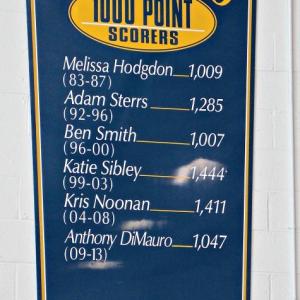 1000 POINT
SCORERS
Melissa Hodgdon 1,009
(83-87)
Adam Sterrs 1,285
(92-96)
Ben Smith 1,007
(96-00)
Katie Sibley 1,444
(99-03)
Kris Noonan 1,411
(04-08)
Anthony DiMauro 1,047
(09-13)